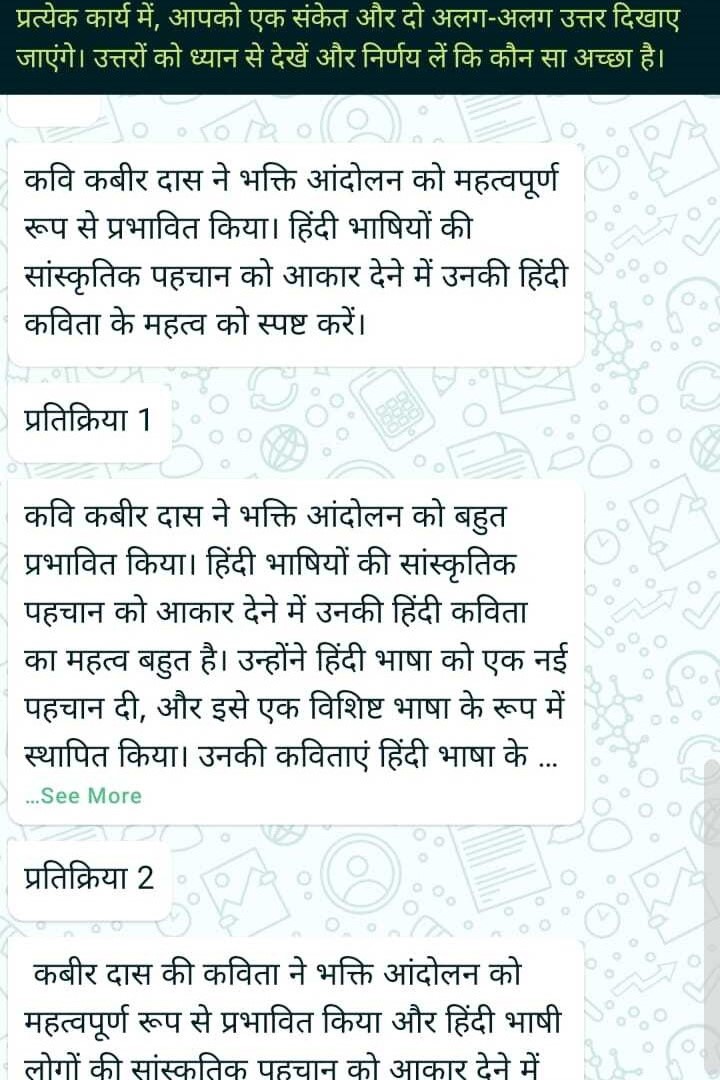 प्रत्येक कार्य में, आपको एक संकेत और दो अलग-अलग उत्तर दिखाए
जाएंगे। उत्तरों को ध्यान से देखें और निर्णय लें कि कौन सा अच्छा है।
कवि कबीर दास ने भक्ति आंदोलन को महत्वपूर्ण
रूप से प्रभावित किया। हिंदी भाषियों की
सांस्कृतिक पहचान को आकार देने में उनकी हिंदी
कविता के महत्व को स्पष्ट करें।
प्रतिक्रिया 1
कवि कबीर दास ने भक्ति आंदोलन को बहुत
प्रभावित किया। हिंदी भाषियों की सांस्कृतिक
पहचान को आकार देने में उनकी हिंदी कविता
का महत्व बहुत है। उन्होंने हिंदी भाषा को एक नई
पहचान दी, और इसे एक विशिष्ट भाषा के रूप में
स्थापित किया। उनकी कविताएं हिंदी भाषा के ...
...See More
प्रतिक्रिया 2
कबीर दास की कविता ने भक्ति आंदोलन को
महत्वपूर्ण रूप से प्रभावित किया और हिंदी भाषी
लोगों की सांस्कृतिक पहचान को आकार देने में